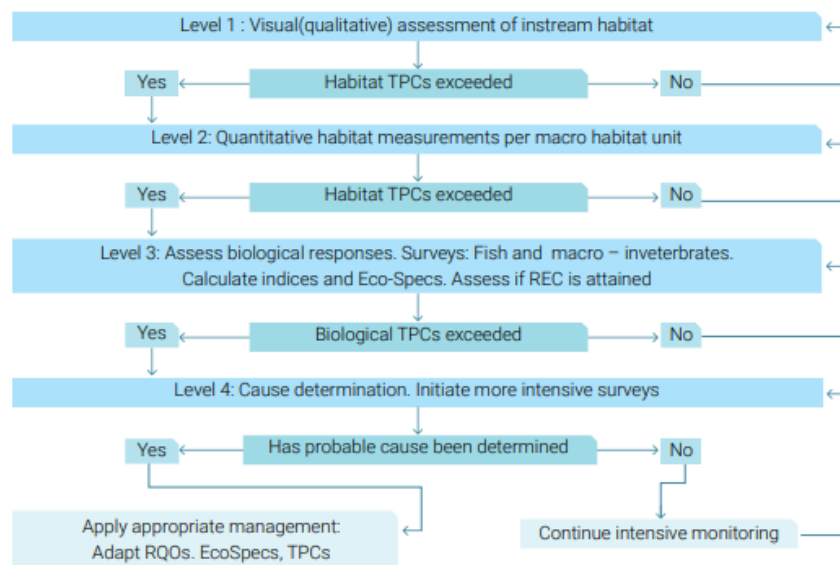 Level 1 : Visual(qualitative) assessment of instream habitat
Yes
Habitat TPCs exceeded
No
Level 2: Quantitative habitat measurements per macro habitat unit
Yes
Habitat TPCs exceeded
No
Level 3: Assess biological responses. Surveys: Fish and macro – inveterbrates.
Calculate indices and Eco-Specs. Assess if REC is attained
Yes
Biological TPCs exceeded
No
Level 4: Cause determination. Initiate more intensive surveys
Yes
Has probable cause been determined
No
Apply appropriate management:
Adapt RQOs. EcoSpecs, TPCs
Continue intensive monitoring